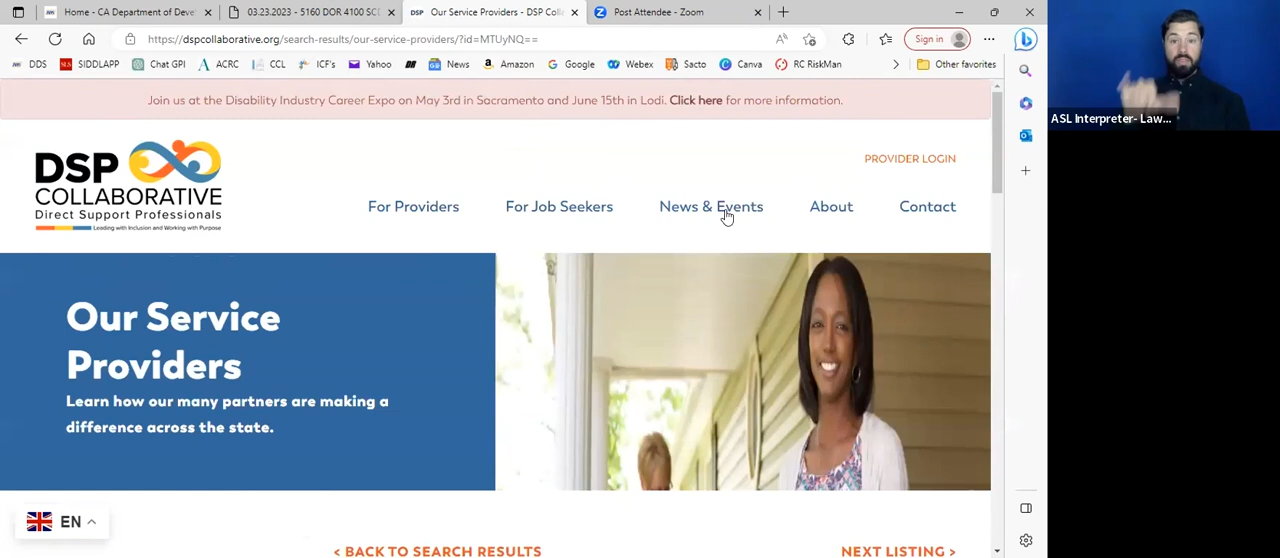 Home - CA Department of Deve
03.23.2023 - 5160 DOR 4100 SCD
DSP
Our Service Providers - DSP Coll
Post Attendee - Zoom
https://dspcollaborative.org/search-results/our-service-providers/?id=MTUyNQ==
Sign in
DDS
SIDDLAPP
Chat GPI
ACRC
CCL
ICF's
Yahoo
News
Amazon
Google
Webex
Sacto
Canva
RC RiskMan
Other favorites
Join us at the Disability Industry Career Expo on May 3rd in Sacramento and June 15th in Lodi. Click here for more information.
DSP
COLLABORATIVE
Direct Support Professionals
Leading with Inclusion and Working with Purpose
PROVIDER LOGIN
For Providers
For Job Seekers
News & Events
About
Contact
Our Service
Providers
Learn how our many partners are making a
difference across the state.
EN
< BACK TO SEARCH RESULTS
NEXT LISTING >
ASL Interpreter- Law...